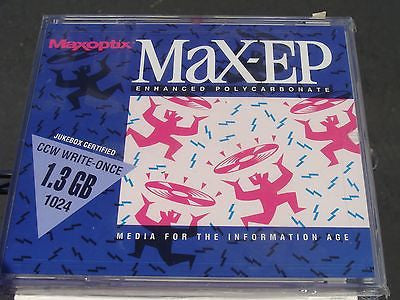 Maxoptix
MaX-EP
ENHANCED POLYCARBONATE
JUKEBOX CERTIFIED
CCW WRITE-ONCE
1.3 GB
1024
MEDIA FOR THE INFORMATION AGE